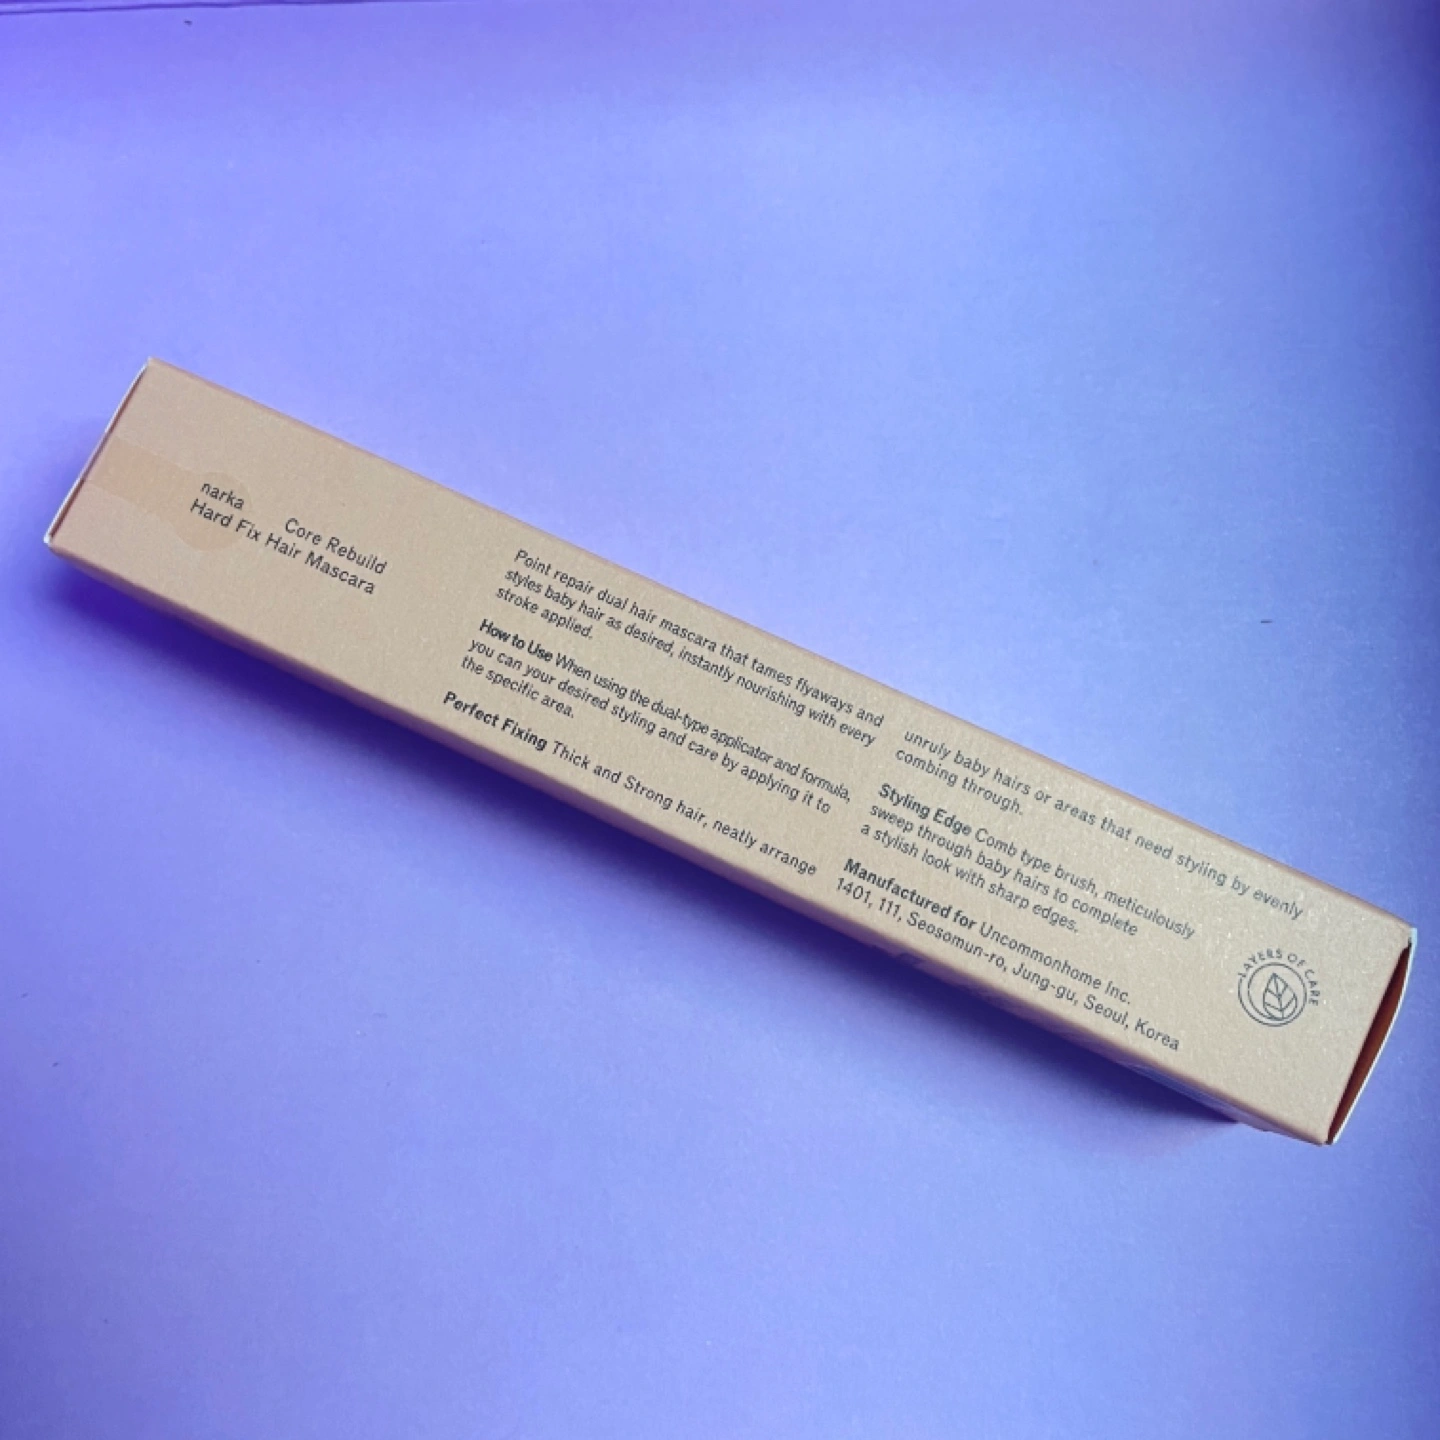 narka Core Rebuild
Hard Fix Hair Mascara
Point repair dual hair mascara that tames flyaways and
styles baby hair as desired, instantly nourishing with every
stroke applied.
How to Use When using the dual-type applicator and formula,
you can your desired styling and care by applying it to
the specific area.
Perfect Fixing Thick and Strong hair, neatly arrange
unruly baby hairs or areas that need styling by evenly
combing through.
Styling Edge Comb type brush, meticulously
sweep through baby hairs to complete
a stylish look with sharp edges.
Manufactured for Uncommonhome Inc.
1401, 111, Seosomun-ro, Jung-gu, Seoul, Korea
LAYERS OF CARE